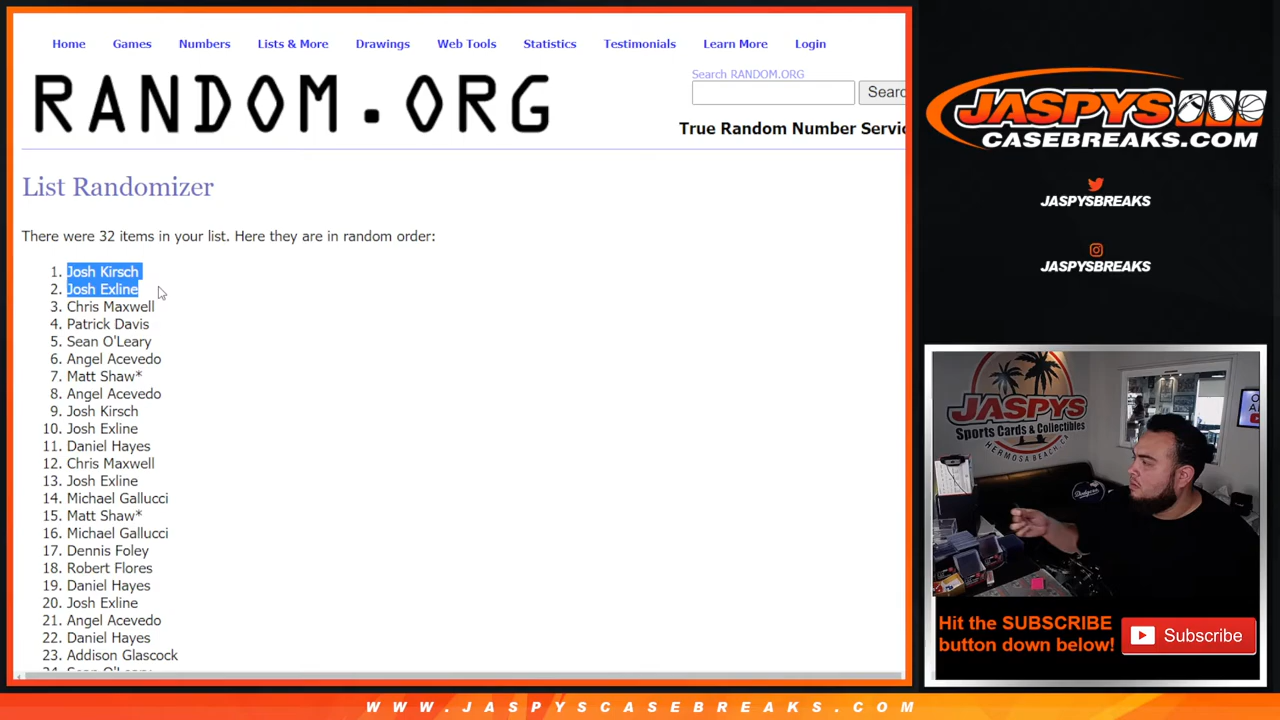 Home Games Numbers Lists & More Drawings Web Tools Statistics Testimonials Learn More Login
RANDOM.ORG
Search RANDOM.ORG
True Random Number Servic
List Randomizer
There were 32 items in your list. Here they are in random order:
1. Josh Kirsch
2. Josh Exline
3. Chris Maxwell
4. Patrick Davis
5. Sean O'Leary
6. Angel Acevedo
7. Matt Shaw*
8. Angel Acevedo
9. Josh Kirsch
10. Josh Exline
11. Daniel Hayes
12. Chris Maxwell
13. Josh Exline
14. Michael Gallucci
15. Matt Shaw*
16. Michael Gallucci
17. Dennis Foley
18. Robert Flores
19. Daniel Hayes
20. Josh Exline
21. Angel Acevedo
22. Daniel Hayes
23. Addison Glascock
24. Sean O'Leary
JASPYS
CASEBREAKS.COM
JASPYSBREAKS
JASPYSBREAKS
JASPYS
Sports Cards & Collectibles
HERMOSA BEACH, CA
Dodgers
Hit the SUBSCRIBE
button down below!
Subscribe
WWW.JASPYSCASEBREAKS.COM